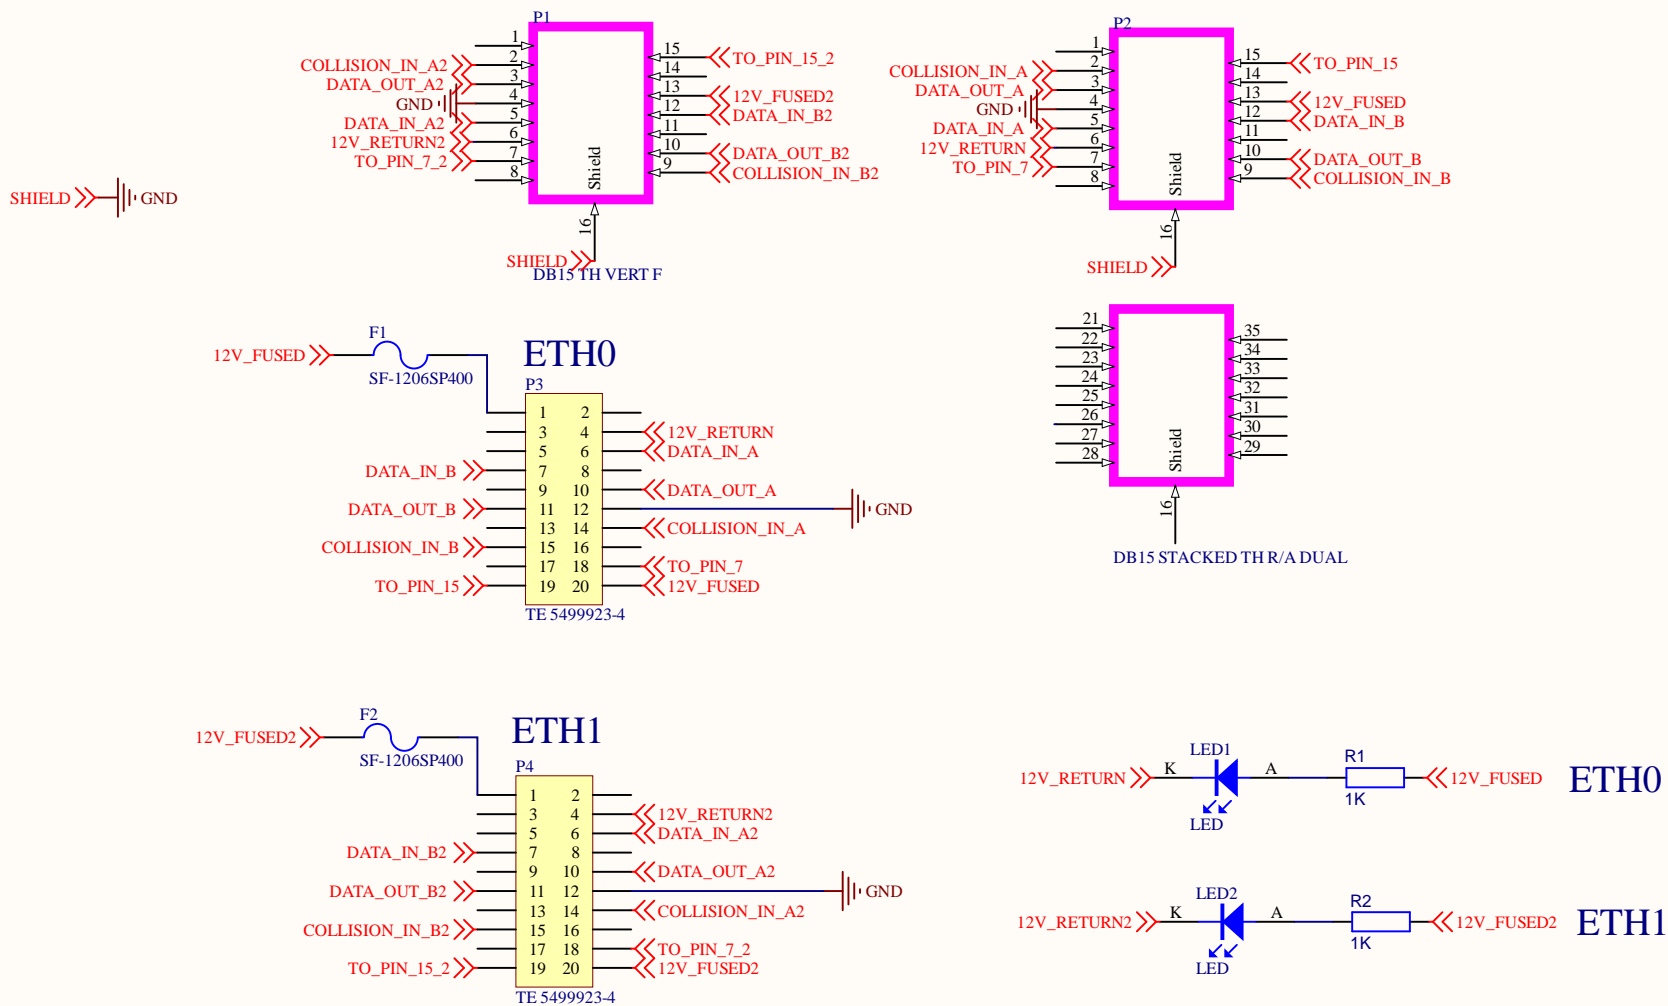 P1
1
2
3
4
5
6
7
8
COLLISION_IN_A2
DATA_OUT_A2
GND
DATA_IN_A2
12V_RETURN2
TO_PIN_7_2
15
14
13
12
11
10
9
TO_PIN_15_2
12V_FUSED2
DATA_IN_B2
DATA_OUT_B2
COLLISION_IN_B2
Shield
16
SHIELD
DB15 TH VERT F
P2
1
2
3
4
5
6
7
8
COLLISION_IN_A
DATA_OUT_A
GND
DATA_IN_A
12V_RETURN
TO_PIN_7
15
14
13
12
11
10
9
TO_PIN_15
12V_FUSED
DATA_IN_B
DATA_OUT_B
COLLISION_IN_B
Shield
16
SHIELD
SHIELD
GND
21
22
23
24
25
26
27
28
35
34
33
32
31
30
29
Shield
16
DB15 STACKED TH R/A DUAL
F1
12V_FUSED
SF-1206SP400
ETH0
P3
1 2
3 4 12V_RETURN
5 6 DATA_IN_A
DATA_IN_B 7 8
9 10 DATA_OUT_A
DATA_OUT_B 11 12 GND
13 14 COLLISION_IN_A
COLLISION_IN_B 15 16
17 18 TO_PIN_7
TO_PIN_15 19 20 12V_FUSED
TE 5499923-4
F2
12V_FUSED2
SF-1206SP400
ETH1
P4
1 2
3 4 12V_RETURN2
5 6 DATA_IN_A2
DATA_IN_B2 7 8
9 10 DATA_OUT_A2
DATA_OUT_B2 11 12 GND
13 14 COLLISION_IN_A2
COLLISION_IN_B2 15 16
17 18 TO_PIN_7_2
TO_PIN_15_2 19 20 12V_FUSED2
TE 5499923-4
LED1
R1
12V_RETURN K A 12V_FUSED ETH0
1K
LED
LED2
R2
12V_RETURN2 K A 12V_FUSED2 ETH1
1K
LED